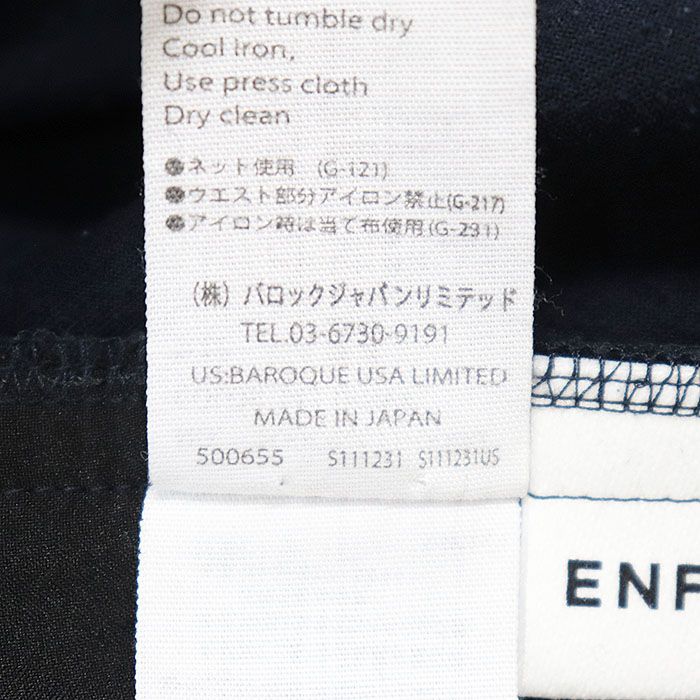 Do not tumble dry
Cool iron,
Use press cloth
Dry clean
●ネット使用 (G-121)
●ウエスト部分アイロン禁止(G-217)
●アイロン時は当て布使用(G-231)
(株) バロックジャパンリミテッド
TEL.03-6730-9191
US:BAROQUE USA LIMITED
MADE IN JAPAN
500655 S111231 S111231US